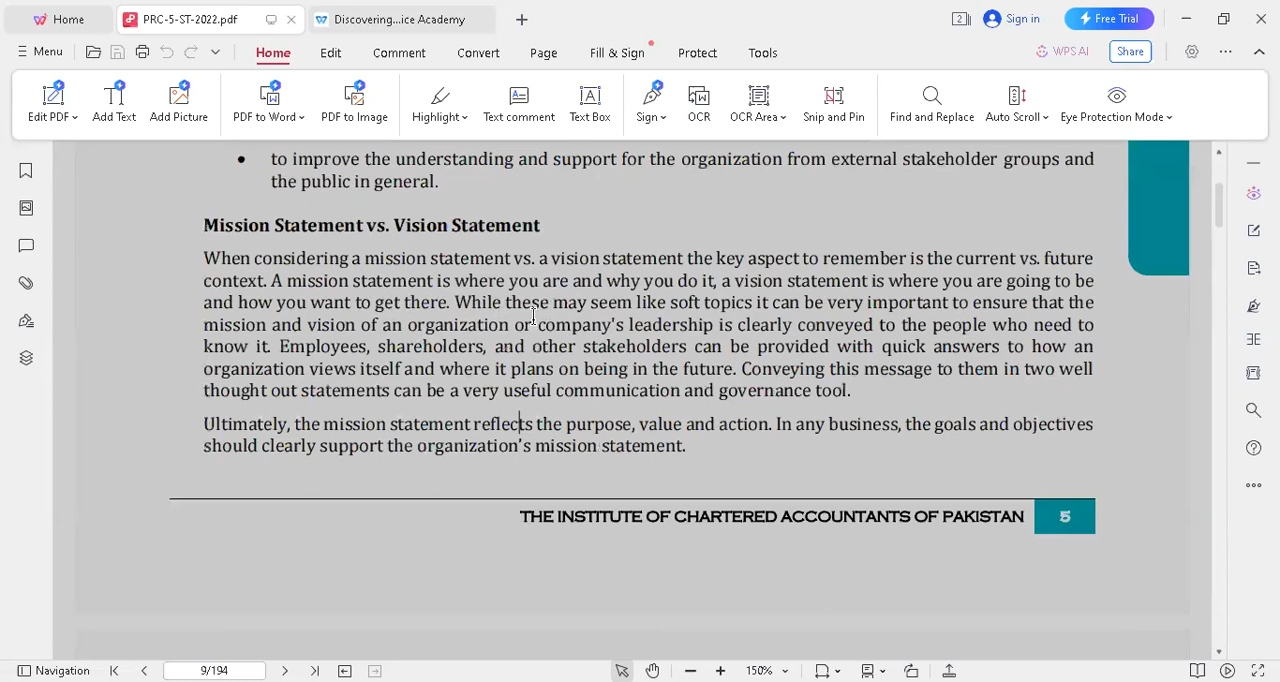 Home
PRC-5-ST-2022.pdf
Discovering...ice Academy
2
Sign in
Free Trial
Menu
Home
Edit
Comment
Convert
Page
Fill & Sign
Protect
Tools
WPS AI
Share
Edit PDF
Add Text
Add Picture
PDF to Word
PDF to Image
Highlight
Text comment
Text Box
Sign
OCR
OCR Area
Snip and Pin
Find and Replace
Auto Scroll
Eye Protection Mode
• to improve the understanding and support for the organization from external stakeholder groups and
the public in general.
Mission Statement vs. Vision Statement
When considering a mission statement vs. a vision statement the key aspect to remember is the current vs. future
context. A mission statement is where you are and why you do it, a vision statement is where you are going to be
and how you want to get there. While these may seem like soft topics it can be very important to ensure that the
mission and vision of an organization or company's leadership is clearly conveyed to the people who need to
know it. Employees, shareholders, and other stakeholders can be provided with quick answers to how an
organization views itself and where it plans on being in the future. Conveying this message to them in two well
thought out statements can be a very useful communication and governance tool.
Ultimately, the mission statement reflects the purpose, value and action. In any business, the goals and objectives
should clearly support the organization’s mission statement.
THE INSTITUTE OF CHARTERED ACCOUNTANTS OF PAKISTAN 5
Navigation
9/194
150%